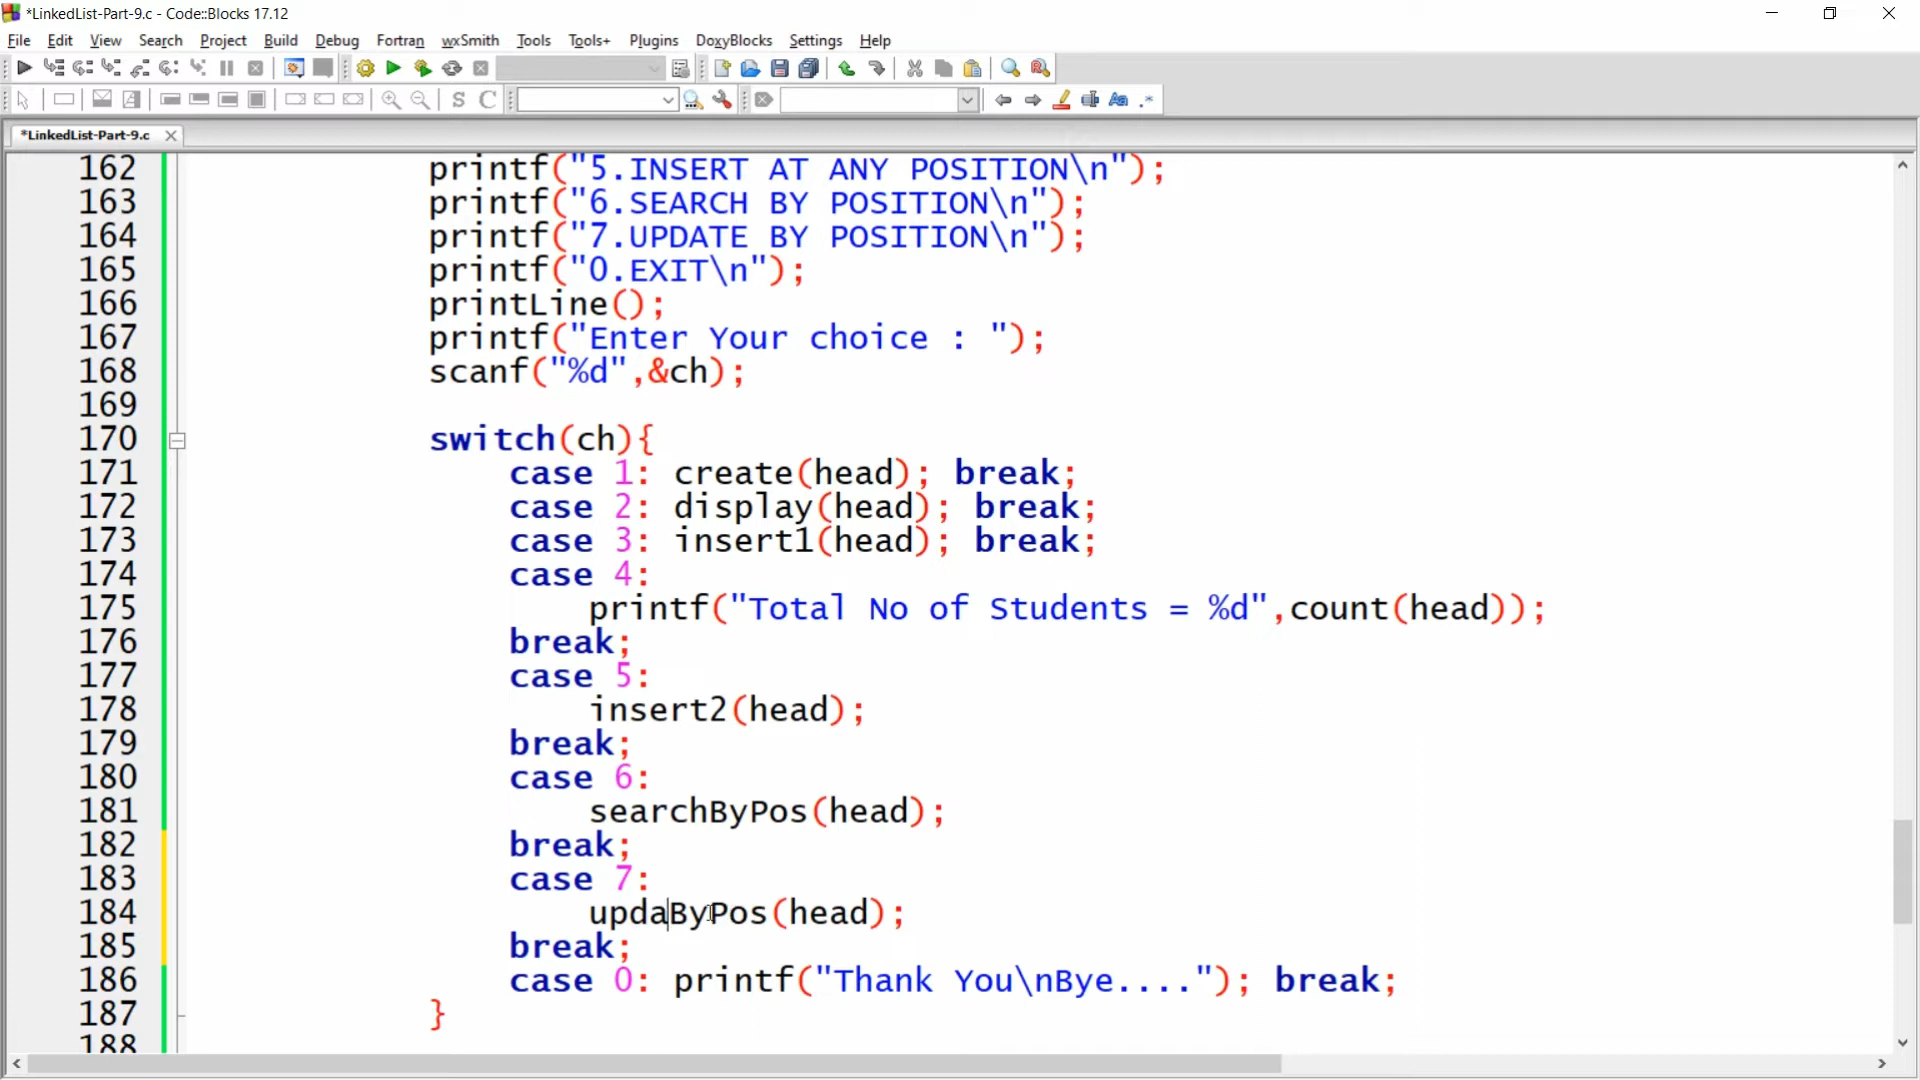 *LinkedList-Part-9.c - Code::Blocks 17.12
File Edit View Search Project Build Debug Fortran wxSmith Tools Tools+ Plugins DoxyBlocks Settings Help
S C Aa .*
*LinkedList-Part-9.c
162 printf("5.INSERT AT ANY POSITION\n");
163 printf("6.SEARCH BY POSITION\n");
164 printf("7.UPDATE BY POSITION\n");
165 printf("0.EXIT\n");
166 printLine();
167 printf("Enter Your choice : ");
168 scanf("%d",&ch);
169
170 switch(ch){
171 case 1: create(head); break;
172 case 2: display(head); break;
173 case 3: insert1(head); break;
174 case 4:
175 printf("Total No of Students = %d",count(head));
176 break;
177 case 5:
178 insert2(head);
179 break;
180 case 6:
181 searchByPos(head);
182 break;
183 case 7:
184 updaByPos(head);
185 break;
186 case 0: printf("Thank You\nBye...."); break;
187 }
188